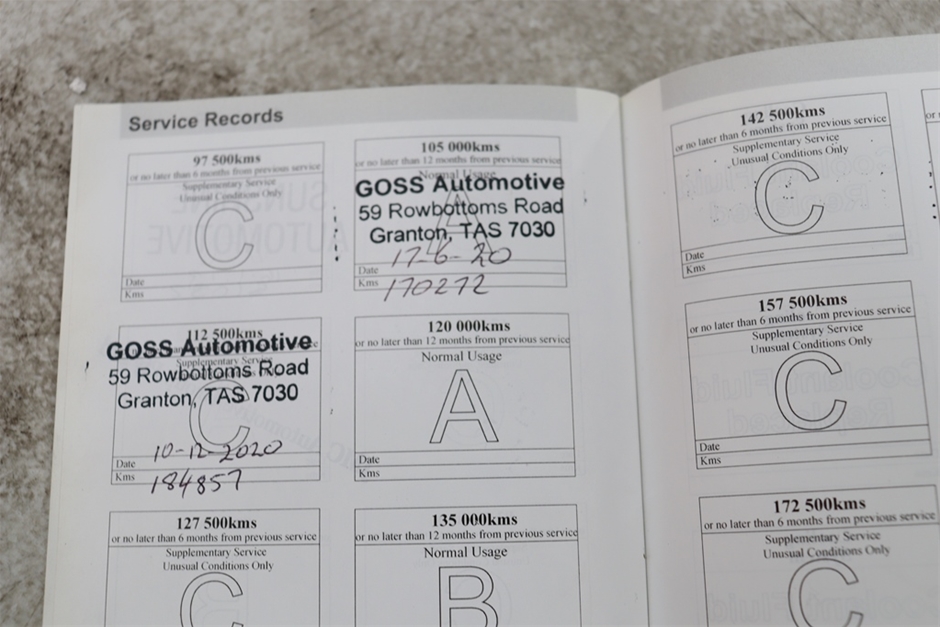 Service Records
97 500kms
or no later than 6 months from previous service
Supplementary Service
Unusual Conditions Only
C
Date
Kms
105 000kms
or no later than 12 months from previous service
Normal Usage
A
GOSS Automotive
59 Rowbottoms Road
Granton, TAS 7030
Date 17-6-20
Kms 170272
112 500kms
GOSS Automotive
Supplementary Service
59 Rowbottoms Road
C
Granton, TAS 7030
Date 10-12-2020
Kms 184857
120 000kms
or no later than 12 months from previous service
Normal Usage
A
Date
Kms
127 500kms
or no later than 6 months from previous service
Supplementary Service
Unusual Conditions Only
C
135 000kms
or no later than 12 months from previous service
Normal Usage
B
142 500kms
or no later than 6 months from previous service
Supplementary Service
Unusual Conditions Only
C
Date
Kms
157 500kms
or no later than 6 months from previous service
Supplementary Service
Unusual Conditions Only
C
Date
Kms
172 500kms
or no later than 6 months from previous service
Supplementary Service
Unusual Conditions Only
C